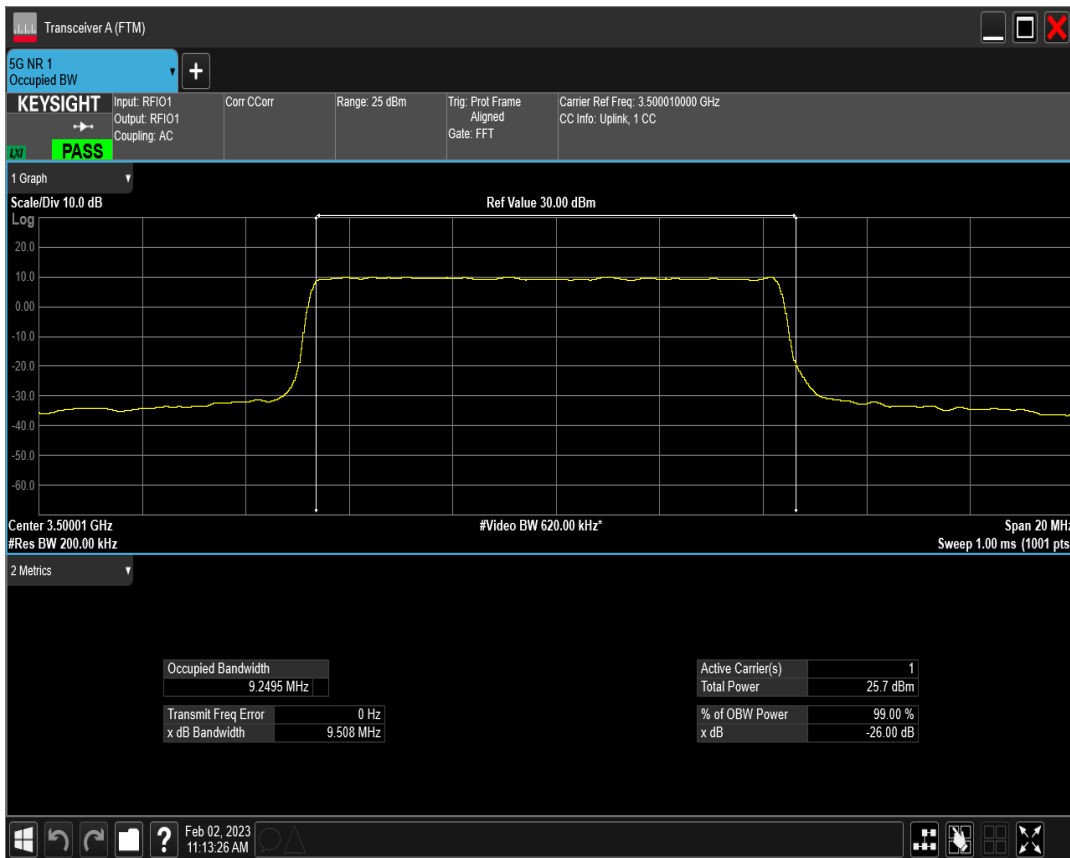 Transceiver A (FTM)
5G NR 1
Occupied BW
+
KEYSIGHT
LXI
PASS
Input: RFIO1
Output: RFIO1
Coupling: AC
Corr CCorr
Range: 25 dBm
Trig: Prot Frame
Aligned
Gate: FFT
Carrier Ref Freq: 3.500010000 GHz
CC Info: Uplink, 1 CC
1 Graph
Scale/Div 10.0 dB
Ref Value 30.00 dBm
Log
20.0
10.0
0.00
-10.0
-20.0
-30.0
-40.0
-50.0
-60.0
Center 3.50001 GHz
#Video BW 620.00 kHz*
Span 20 MHz
#Res BW 200.00 kHz
Sweep 1.00 ms (1001 pts
2 Metrics
Occupied Bandwidth
9.2495 MHz
Transmit Freq Error 0 Hz
x dB Bandwidth 9.508 MHz
Active Carrier(s) 1
Total Power 25.7 dBm
% of OBW Power 99.00 %
x dB -26.00 dB
?
Feb 02, 2023
11:13:26 AM